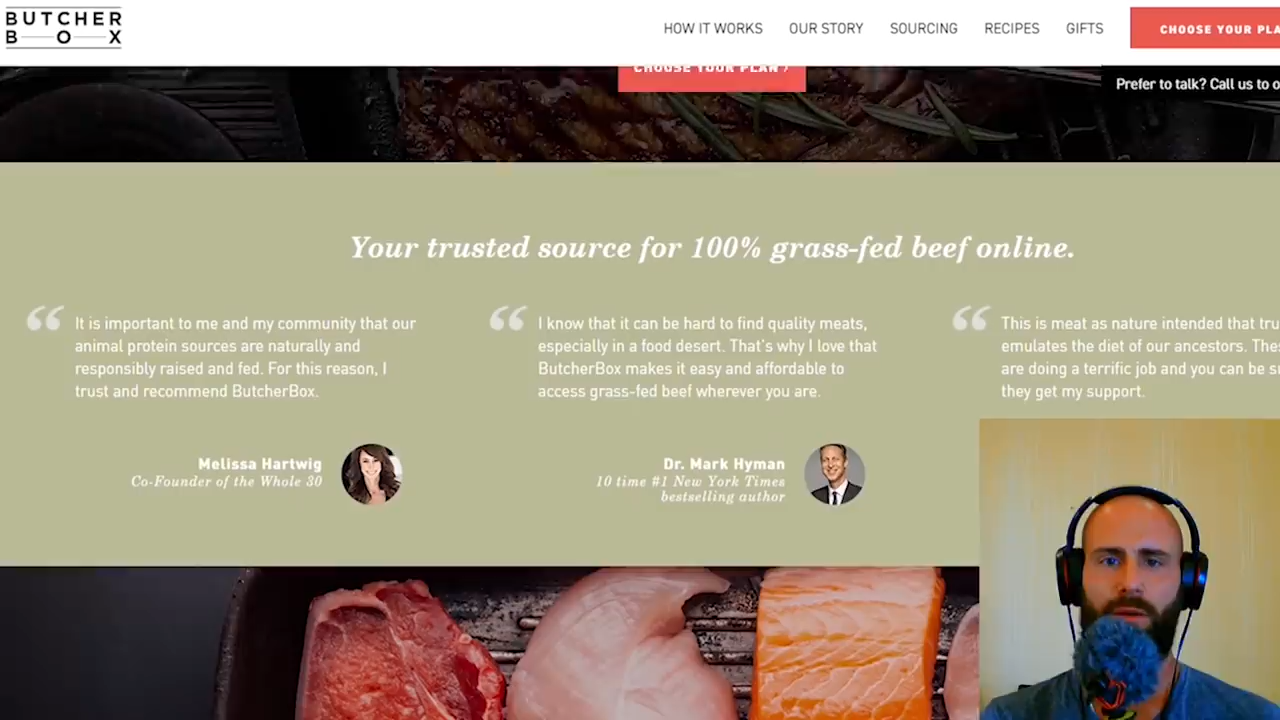 BUTCHER
BOX
HOW IT WORKS
OUR STORY
SOURCING
RECIPES
GIFTS
CHOOSE YOUR
CHOOSE YOUR PLAN
Prefer to talk? Call us to
Your trusted source for 100% grass-fed beef online.
“ It is important to me and my community that our
animal protein sources are naturally and
responsibly raised and fed. For this reason, I
trust and recommend ButcherBox.
Melissa Hartwig
Co-Founder of the Whole 30
“ I know that it can be hard to find quality meats,
especially in a food desert. That's why I love that
ButcherBox makes it easy and affordable to
access grass-fed beef wherever you are.
Dr. Mark Hyman
10 time #1 New York Times
bestselling author
“ This is meat as nature intended that
emulates the diet of our ancestors.
are doing a terrific job and you can be
they get my support.